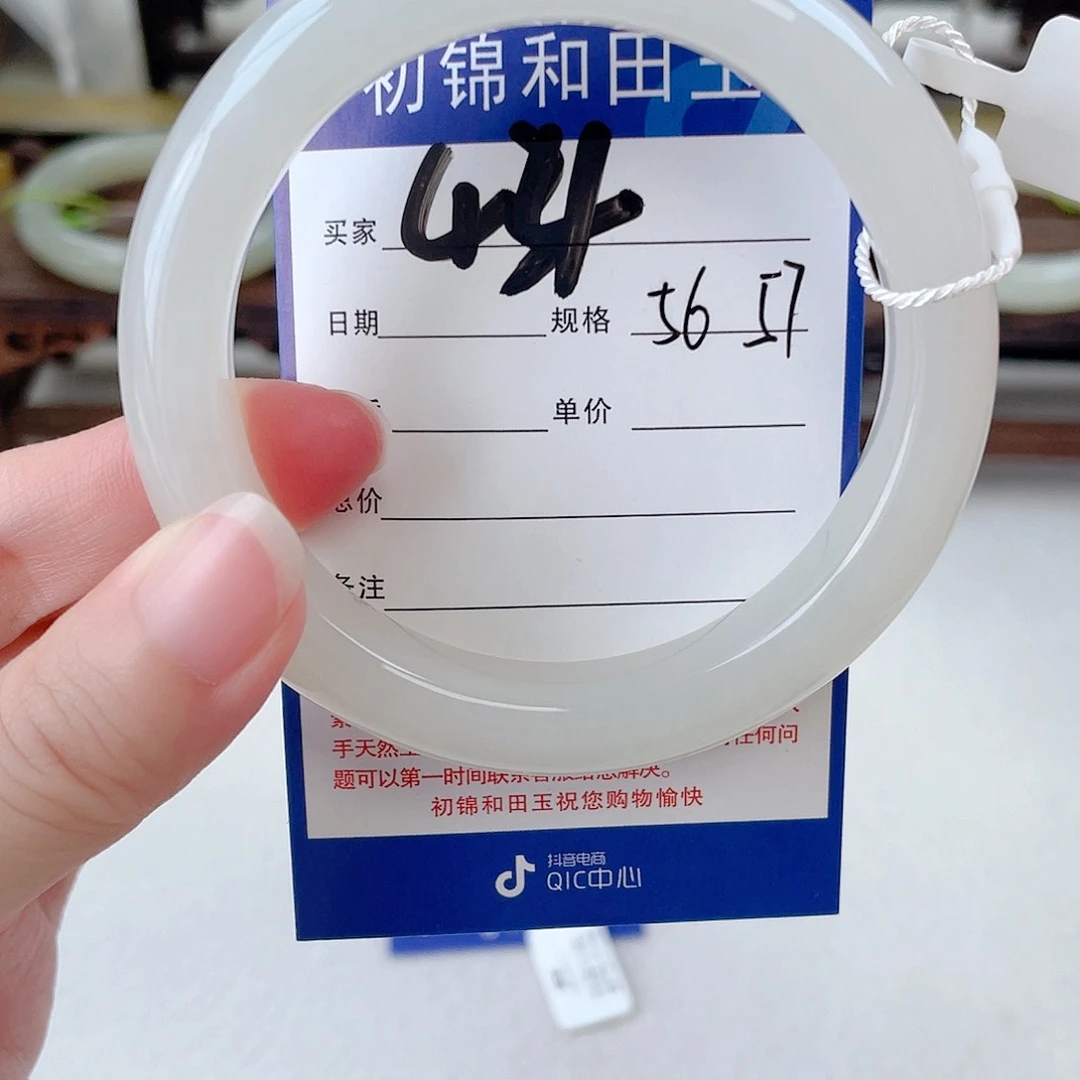 初锦和田玉
买家
日期 规格 56 57
单价
价
备注
手天然 任何问
题可以第一时间联系客服给您解决。
初锦和田玉祝您购物愉快
抖音电商
QIC中心